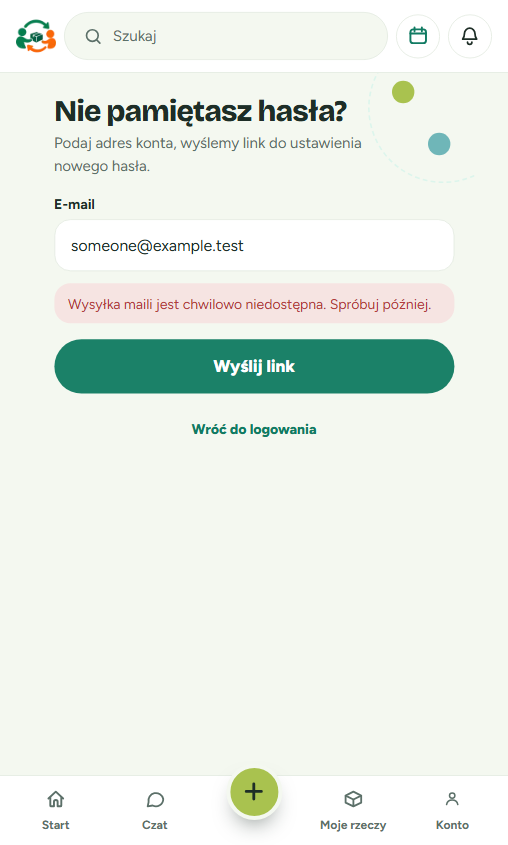 Szukaj
Nie pamiętasz hasła?
Podaj adres konta, wyślemy link do ustawienia
nowego hasła.
E-mail
someone@example.test
Wysyłka maili jest chwilowo niedostępna. Spróbuj później.
Wyślij link
Wróć do logowania
Start
Czat
Moje rzeczy
Konto